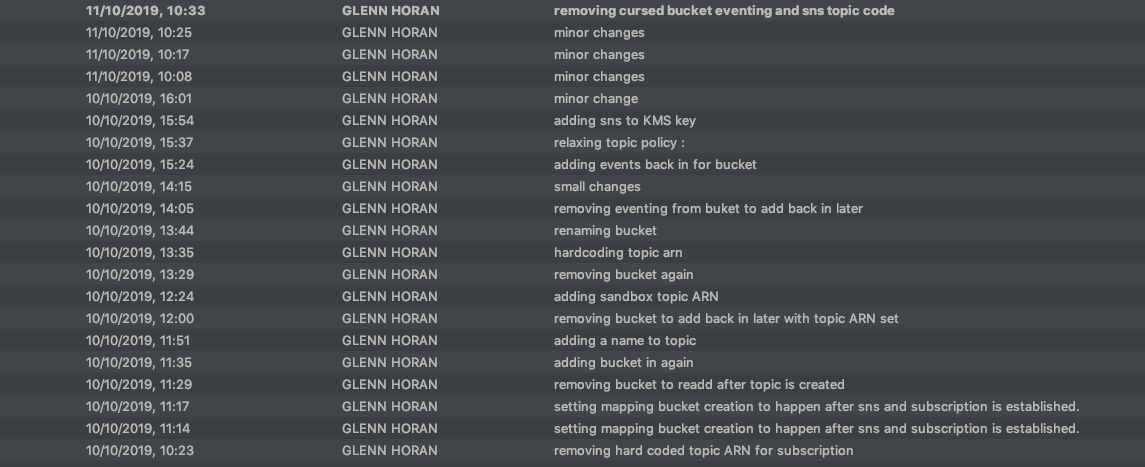 11/10/2019, 10:33 GLENN HORAN removing cursed bucket eventing and sns topic code
11/10/2019, 10:25 GLENN HORAN minor changes
11/10/2019, 10:17 GLENN HORAN minor changes
11/10/2019, 10:08 GLENN HORAN minor changes
10/10/2019, 16:01 GLENN HORAN minor change
10/10/2019, 15:54 GLENN HORAN adding sns to KMS key
10/10/2019, 15:37 GLENN HORAN relaxing topic policy :
10/10/2019, 15:24 GLENN HORAN adding events back in for bucket
10/10/2019, 14:15 GLENN HORAN small changes
10/10/2019, 14:05 GLENN HORAN removing eventing from buket to add back in later
10/10/2019, 13:44 GLENN HORAN renaming bucket
10/10/2019, 13:35 GLENN HORAN hardcoding topic arn
10/10/2019, 13:29 GLENN HORAN removing bucket again
10/10/2019, 12:24 GLENN HORAN adding sandbox topic ARN
10/10/2019, 12:00 GLENN HORAN removing bucket to add back in later with topic ARN set
10/10/2019, 11:51 GLENN HORAN adding a name to topic
10/10/2019, 11:35 GLENN HORAN adding bucket in again
10/10/2019, 11:29 GLENN HORAN removing bucket to readd after topic is created
10/10/2019, 11:17 GLENN HORAN setting mapping bucket creation to happen after sns and subscription is established.
10/10/2019, 11:14 GLENN HORAN setting mapping bucket creation to happen after sns and subscription is established.
10/10/2019, 10:23 GLENN HORAN removing hard coded topic ARN for subscription